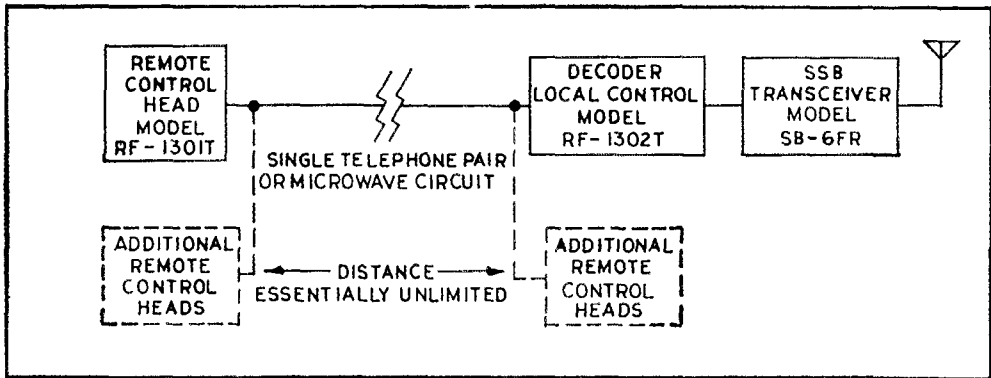 REMOTE
CONTROL
HEAD
MODEL
RF-1301T
SINGLE TELEPHONE PAIR
OR MICROWAVE CIRCUIT
DECODER
LOCAL CONTROL
MODEL
RF-1302T
SSB
TRANSCEIVER
MODEL
SB-6FR
ADDITIONAL
REMOTE
CONTROL
HEADS
DISTANCE
ESSENTIALLY UNLIMITED
ADDITIONAL
REMOTE
CONTROL
HEADS